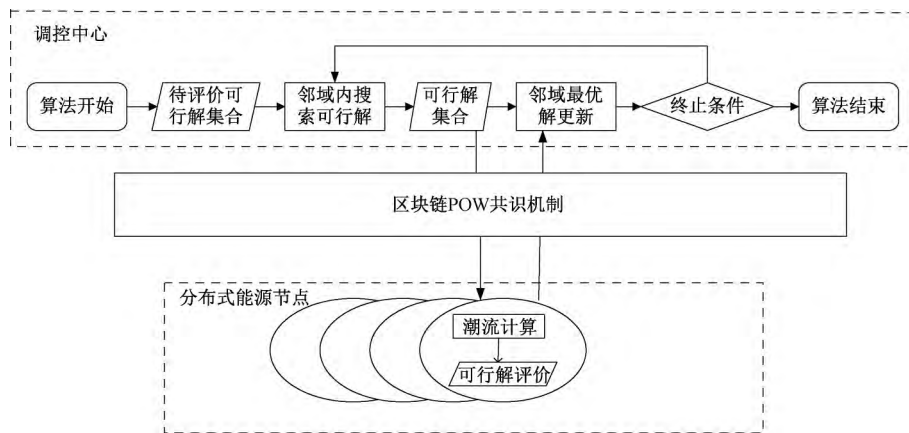 调控中心
算法开始
待评价可
行解集合
邻域内搜
索可行解
可行解
集合
邻域最优
解更新
终止条件
算法结束
区块链POW共识机制
分布式能源节点
潮流计算
可行解评价